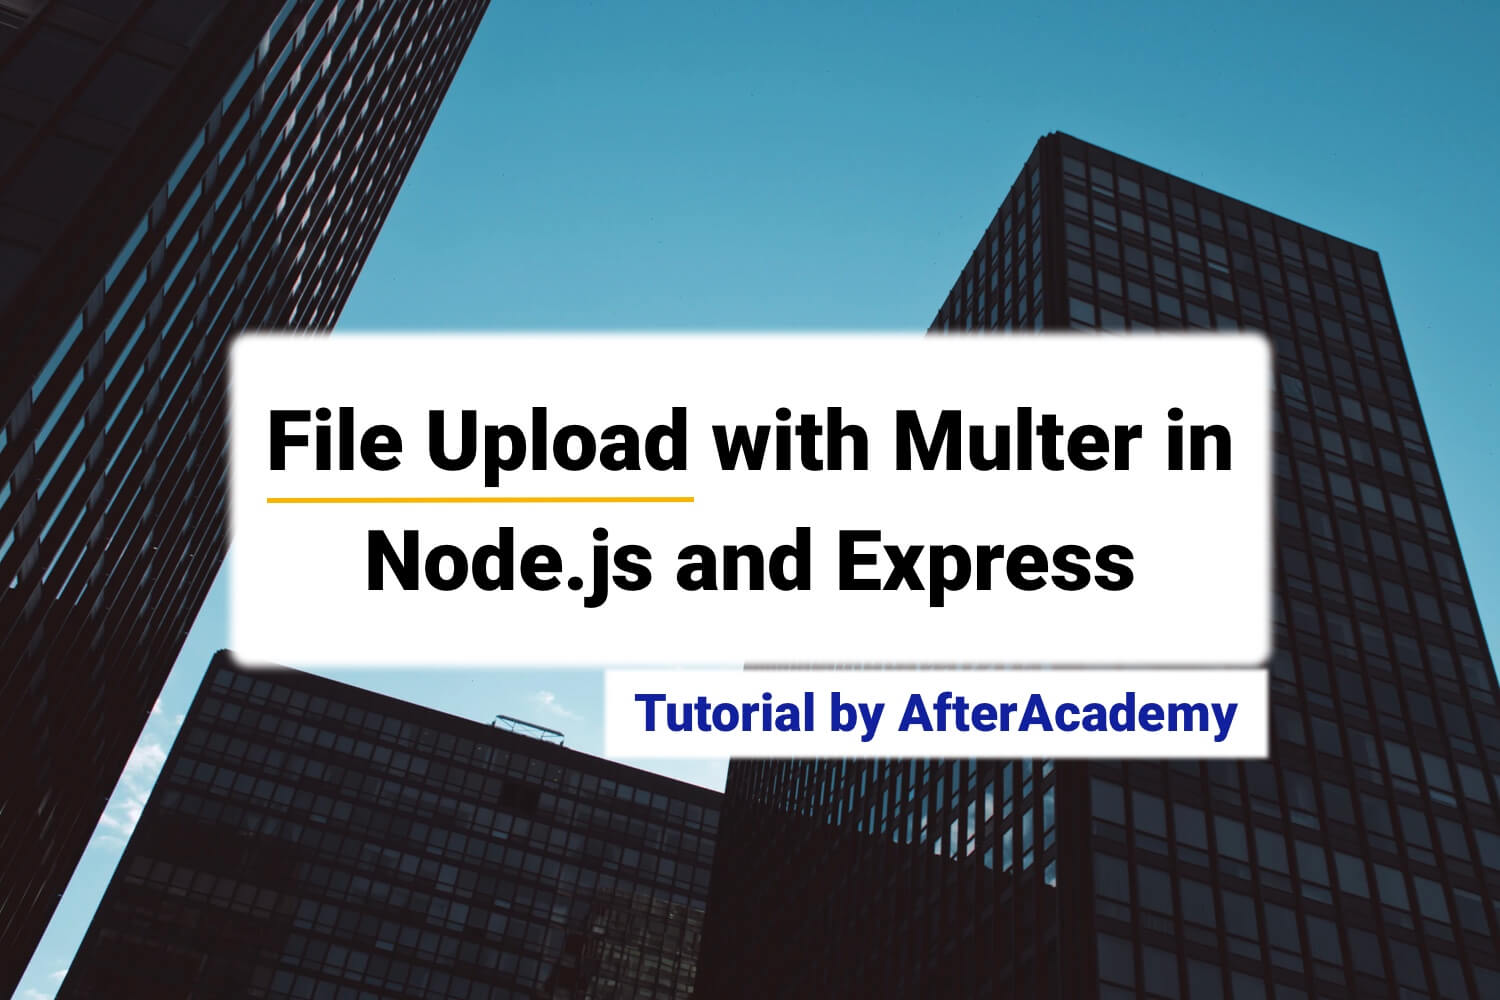 File Upload with Multer in
Node.js and Express
Tutorial by AfterAcademy